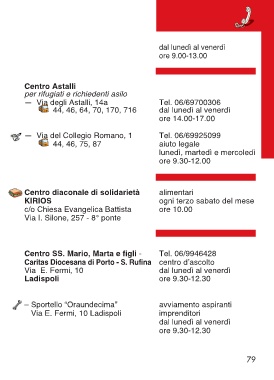 dal lunedì al venerdì
ore 9.00-13.00
Centro Astalli
per rifugiati e richiedenti asilo
— Via degli Astalli, 14a Tel. 06/69700306
44, 46, 64, 70, 170, 716 dal lunedì al venerdì
ore 14.00-17.00
— Via del Collegio Romano, 1 Tel. 06/69925099
44, 46, 75, 87 aiuto legale
lunedì, martedì e mercoledì
ore 9.30-12.00
Centro diaconale di solidarietà alimentari
KIRIOS ogni terzo sabato del mese
c/o Chiesa Evangelica Battista ore 10.00
Via I. Silone, 257 - 8° ponte
Centro SS. Mario, Marta e figli - Tel. 06/9946428
Caritas Diocesana di Porto - S. Rufina centro d'ascolto
Via E. Fermi, 10 dal lunedì al venerdì
Ladispoli ore 9.30-12.30
– Sportello "Oraundecima" avviamento aspiranti
Via E. Fermi, 10 Ladispoli imprenditori
dal lunedì al venerdì
ore 9.30-12.30
79